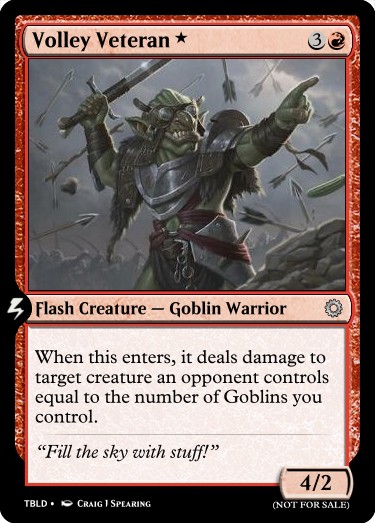 Volley Veteran ★ 3
Flash Creature — Goblin Warrior
When this enters, it deals damage to
target creature an opponent controls
equal to the number of Goblins you
control.
“Fill the sky with stuff!”
4/2
TBLD • Craig J Spearing
(NOT FOR SALE)